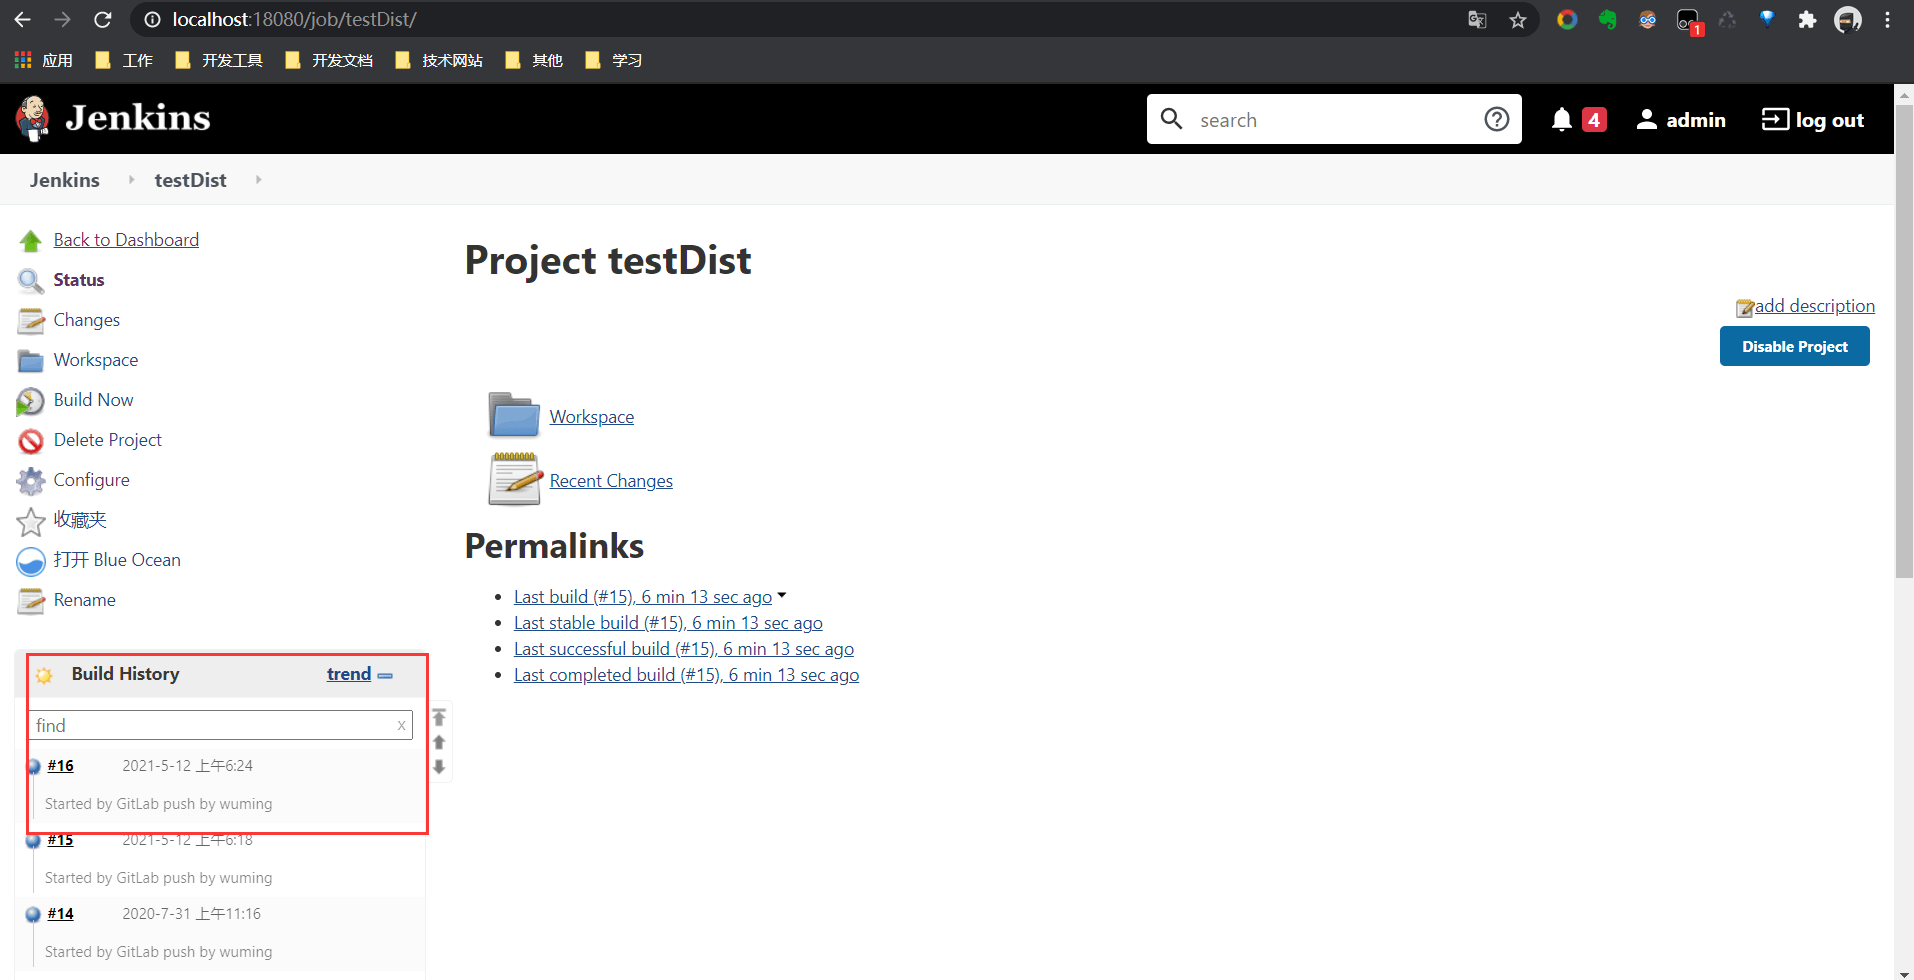 localhost:18080/job/testDist/
1
应用 工作 开发工具 开发文档 技术网站 其他 学习
Jenkins
search
4
admin
log out
Jenkins testDist
Back to Dashboard
Status
Changes
Workspace
Build Now
Delete Project
Configure
收藏夹
打开 Blue Ocean
Rename
Project testDist
add description
Disable Project
Workspace
Recent Changes
Permalinks
Last build (#15), 6 min 13 sec ago
Last stable build (#15), 6 min 13 sec ago
Last successful build (#15), 6 min 13 sec ago
Last completed build (#15), 6 min 13 sec ago
Build History trend
find x
#16 2021-5-12 上午6:24
Started by GitLab push by wuming
#15 2021-5-12 上午6:18
Started by GitLab push by wuming
#14 2020-7-31 上午11:16
Started by GitLab push by wuming